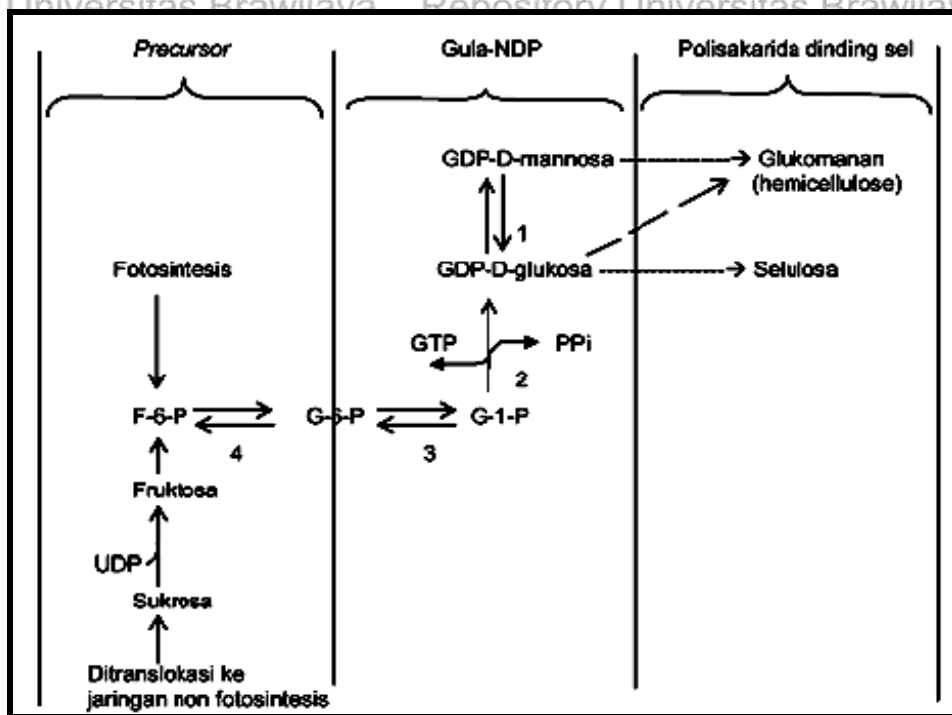 Universitas Brawijaya Repository Universitas Brawijaya
Precursor
Gula-NDP
Polisakarida dinding sel
GDP-D-mannosa
Glukomanan
(hemicellulose)
1
Fotosintesis
GDP-D-glukosa
Selulosa
GTP
PPi
2
F-6-P
G-6-P
G-1-P
4
3
Fruktosa
UDP
Sukrosa
Ditranslokasi ke
jaringan non fotosintesis